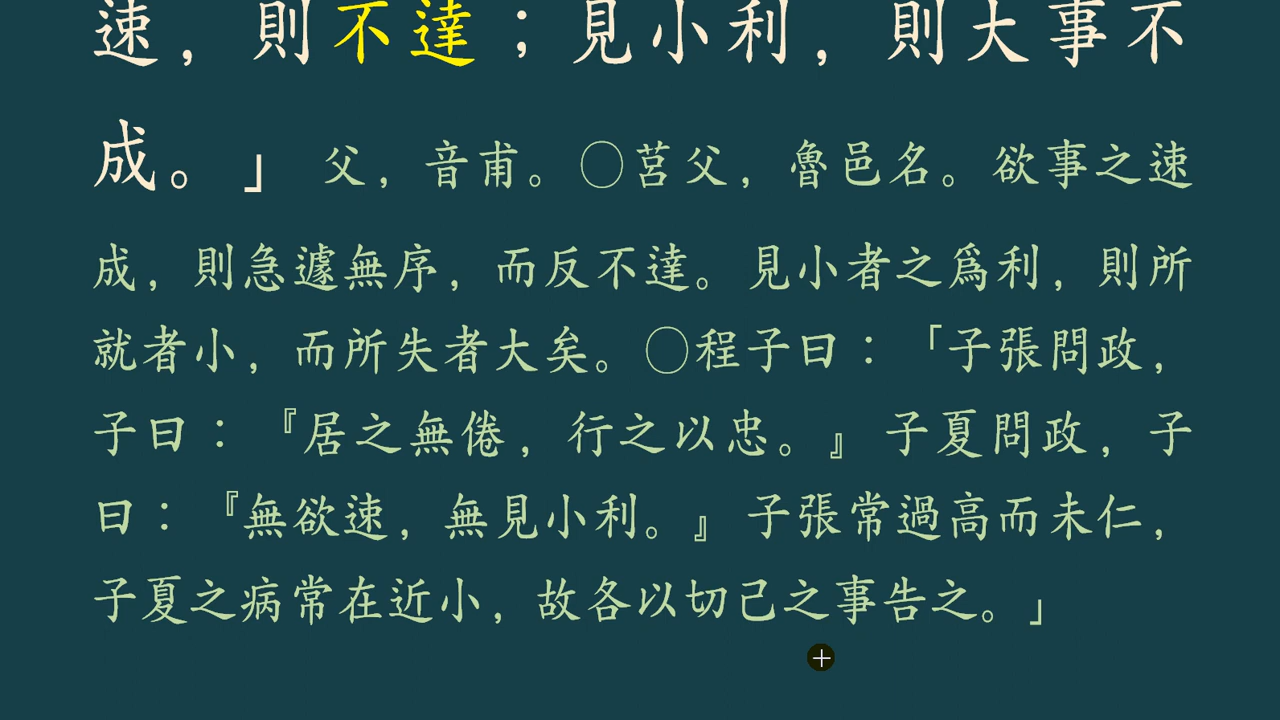 速，則不達；見小利，則大事不
成。」父，音甫。〇莒父，魯邑名。欲事之速
成，則急遽無序，而反不達。見小者之爲利，則所
就者小，而所失者大矣。〇程子曰：「子張問政，
子曰：『居之無倦，行之以忠。』子夏問政，子
曰：『無欲速，無見小利。』子張常過高而未仁，
子夏之病常在近小，故各以切己之事告之。」